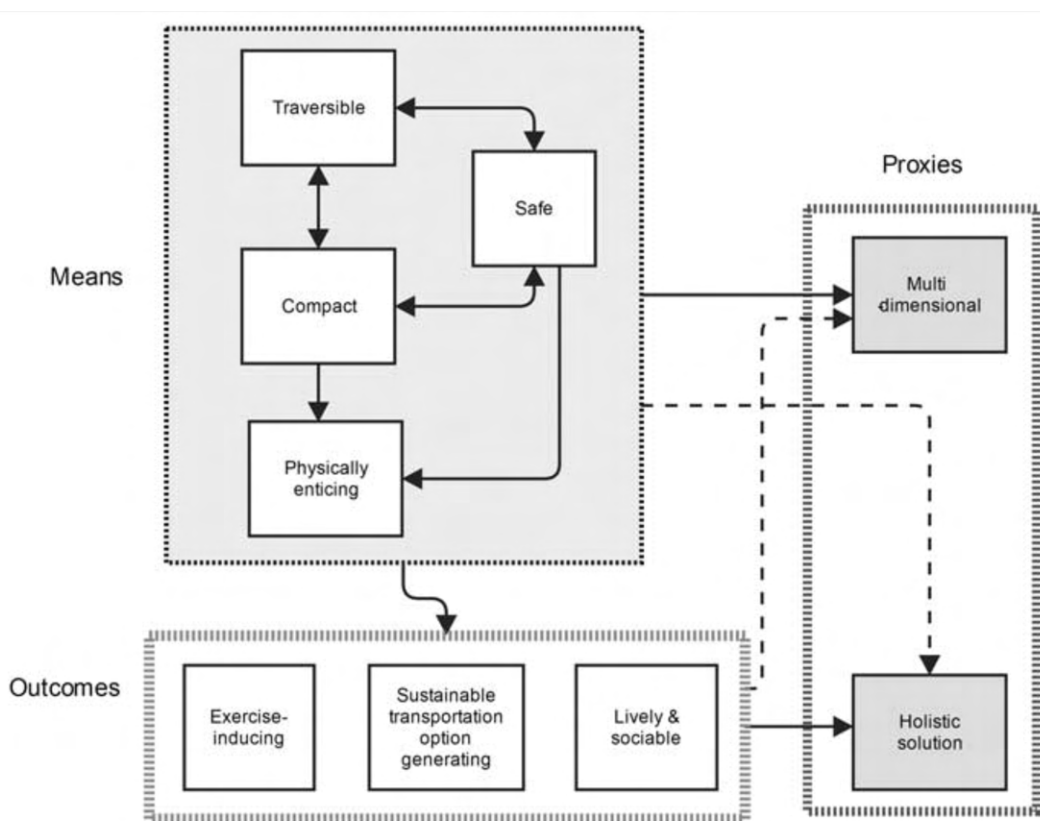 Traversible
Safe
Proxies
Means
Compact
Multi
-dimensional
Physically
enticing
Outcomes
Exercise-
inducing
Sustainable
transportation
option
generating
Lively &
sociable
Holistic
solution